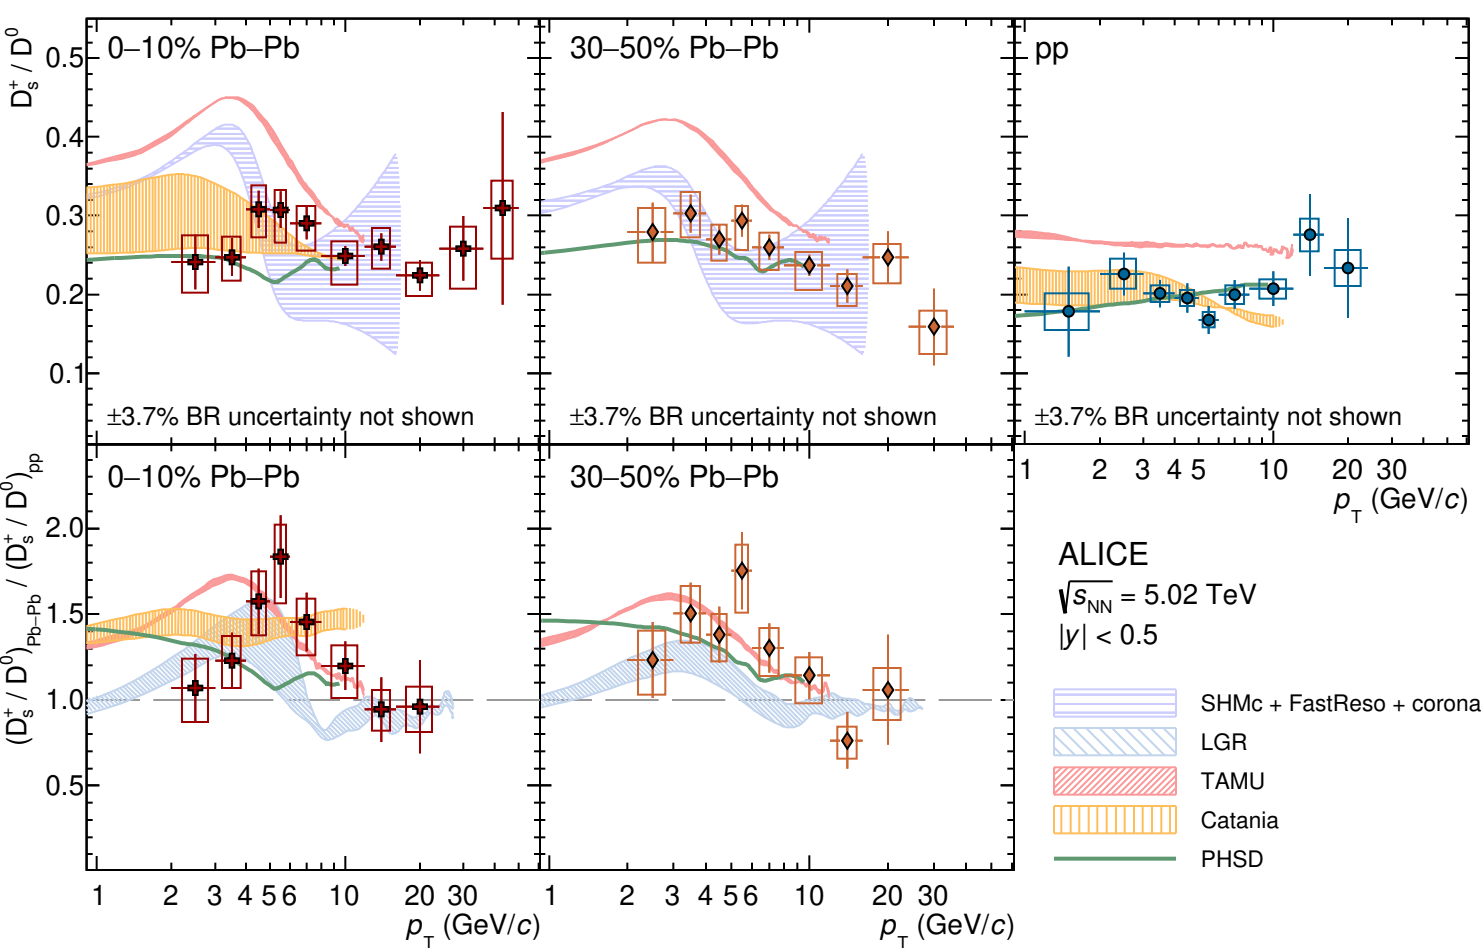 0–10% Pb–Pb
30–50% Pb–Pb
pp
D_s^+ / D^0
0.5
0.4
0.3
0.2
0.1
±3.7% BR uncertainty not shown
±3.7% BR uncertainty not shown
±3.7% BR uncertainty not shown
1 2 3 4 5 10 20 30
p_T (GeV/c)
0–10% Pb–Pb
30–50% Pb–Pb
(D_s^+ / D^0)_Pb–Pb / (D_s^+ / D^0)_pp
2.0
1.5
1.0
0.5
1 2 3 4 5 6 10 20 30
p_T (GeV/c)
1 2 3 4 5 6 10 20 30
p_T (GeV/c)
ALICE
√s_NN = 5.02 TeV
|y| < 0.5
SHMc + FastReso + corona
LGR
TAMU
Catania
PHSD